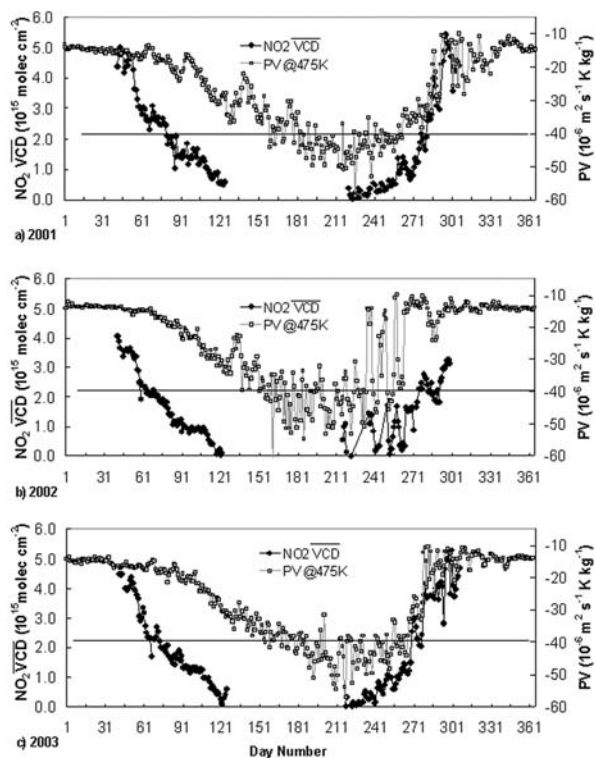 6.0
5.0
4.0
3.0
2.0
1.0
0.0
NO2 VCD (10^15 molec cm^-2)
NO2 VCD
PV @475K
-10
-20
-30
-40
-50
-60
PV (10^-6 m^2 s^-1 K kg^-1)
1 31 61 91 121 151 181 211 241 271 301 331 361
a) 2001
6.0
5.0
4.0
3.0
2.0
1.0
0.0
NO2 VCD (10^15 molec cm^-2)
NO2 VCD
PV @475K
-10
-20
-30
-40
-50
-60
PV (10^-6 m^2 s^-1 K kg^-1)
1 31 61 91 121 151 181 211 241 271 301 331 361
b) 2002
6.0
5.0
4.0
3.0
2.0
1.0
0.0
NO2 VCD (10^15 molec cm^-2)
NO2 VCD
PV @475K
-10
-20
-30
-40
-50
-60
PV (10^-6 m^2 s^-1 K kg^-1)
1 31 61 91 121 151 181 211 241 271 301 331 361
c) 2003
Day Number